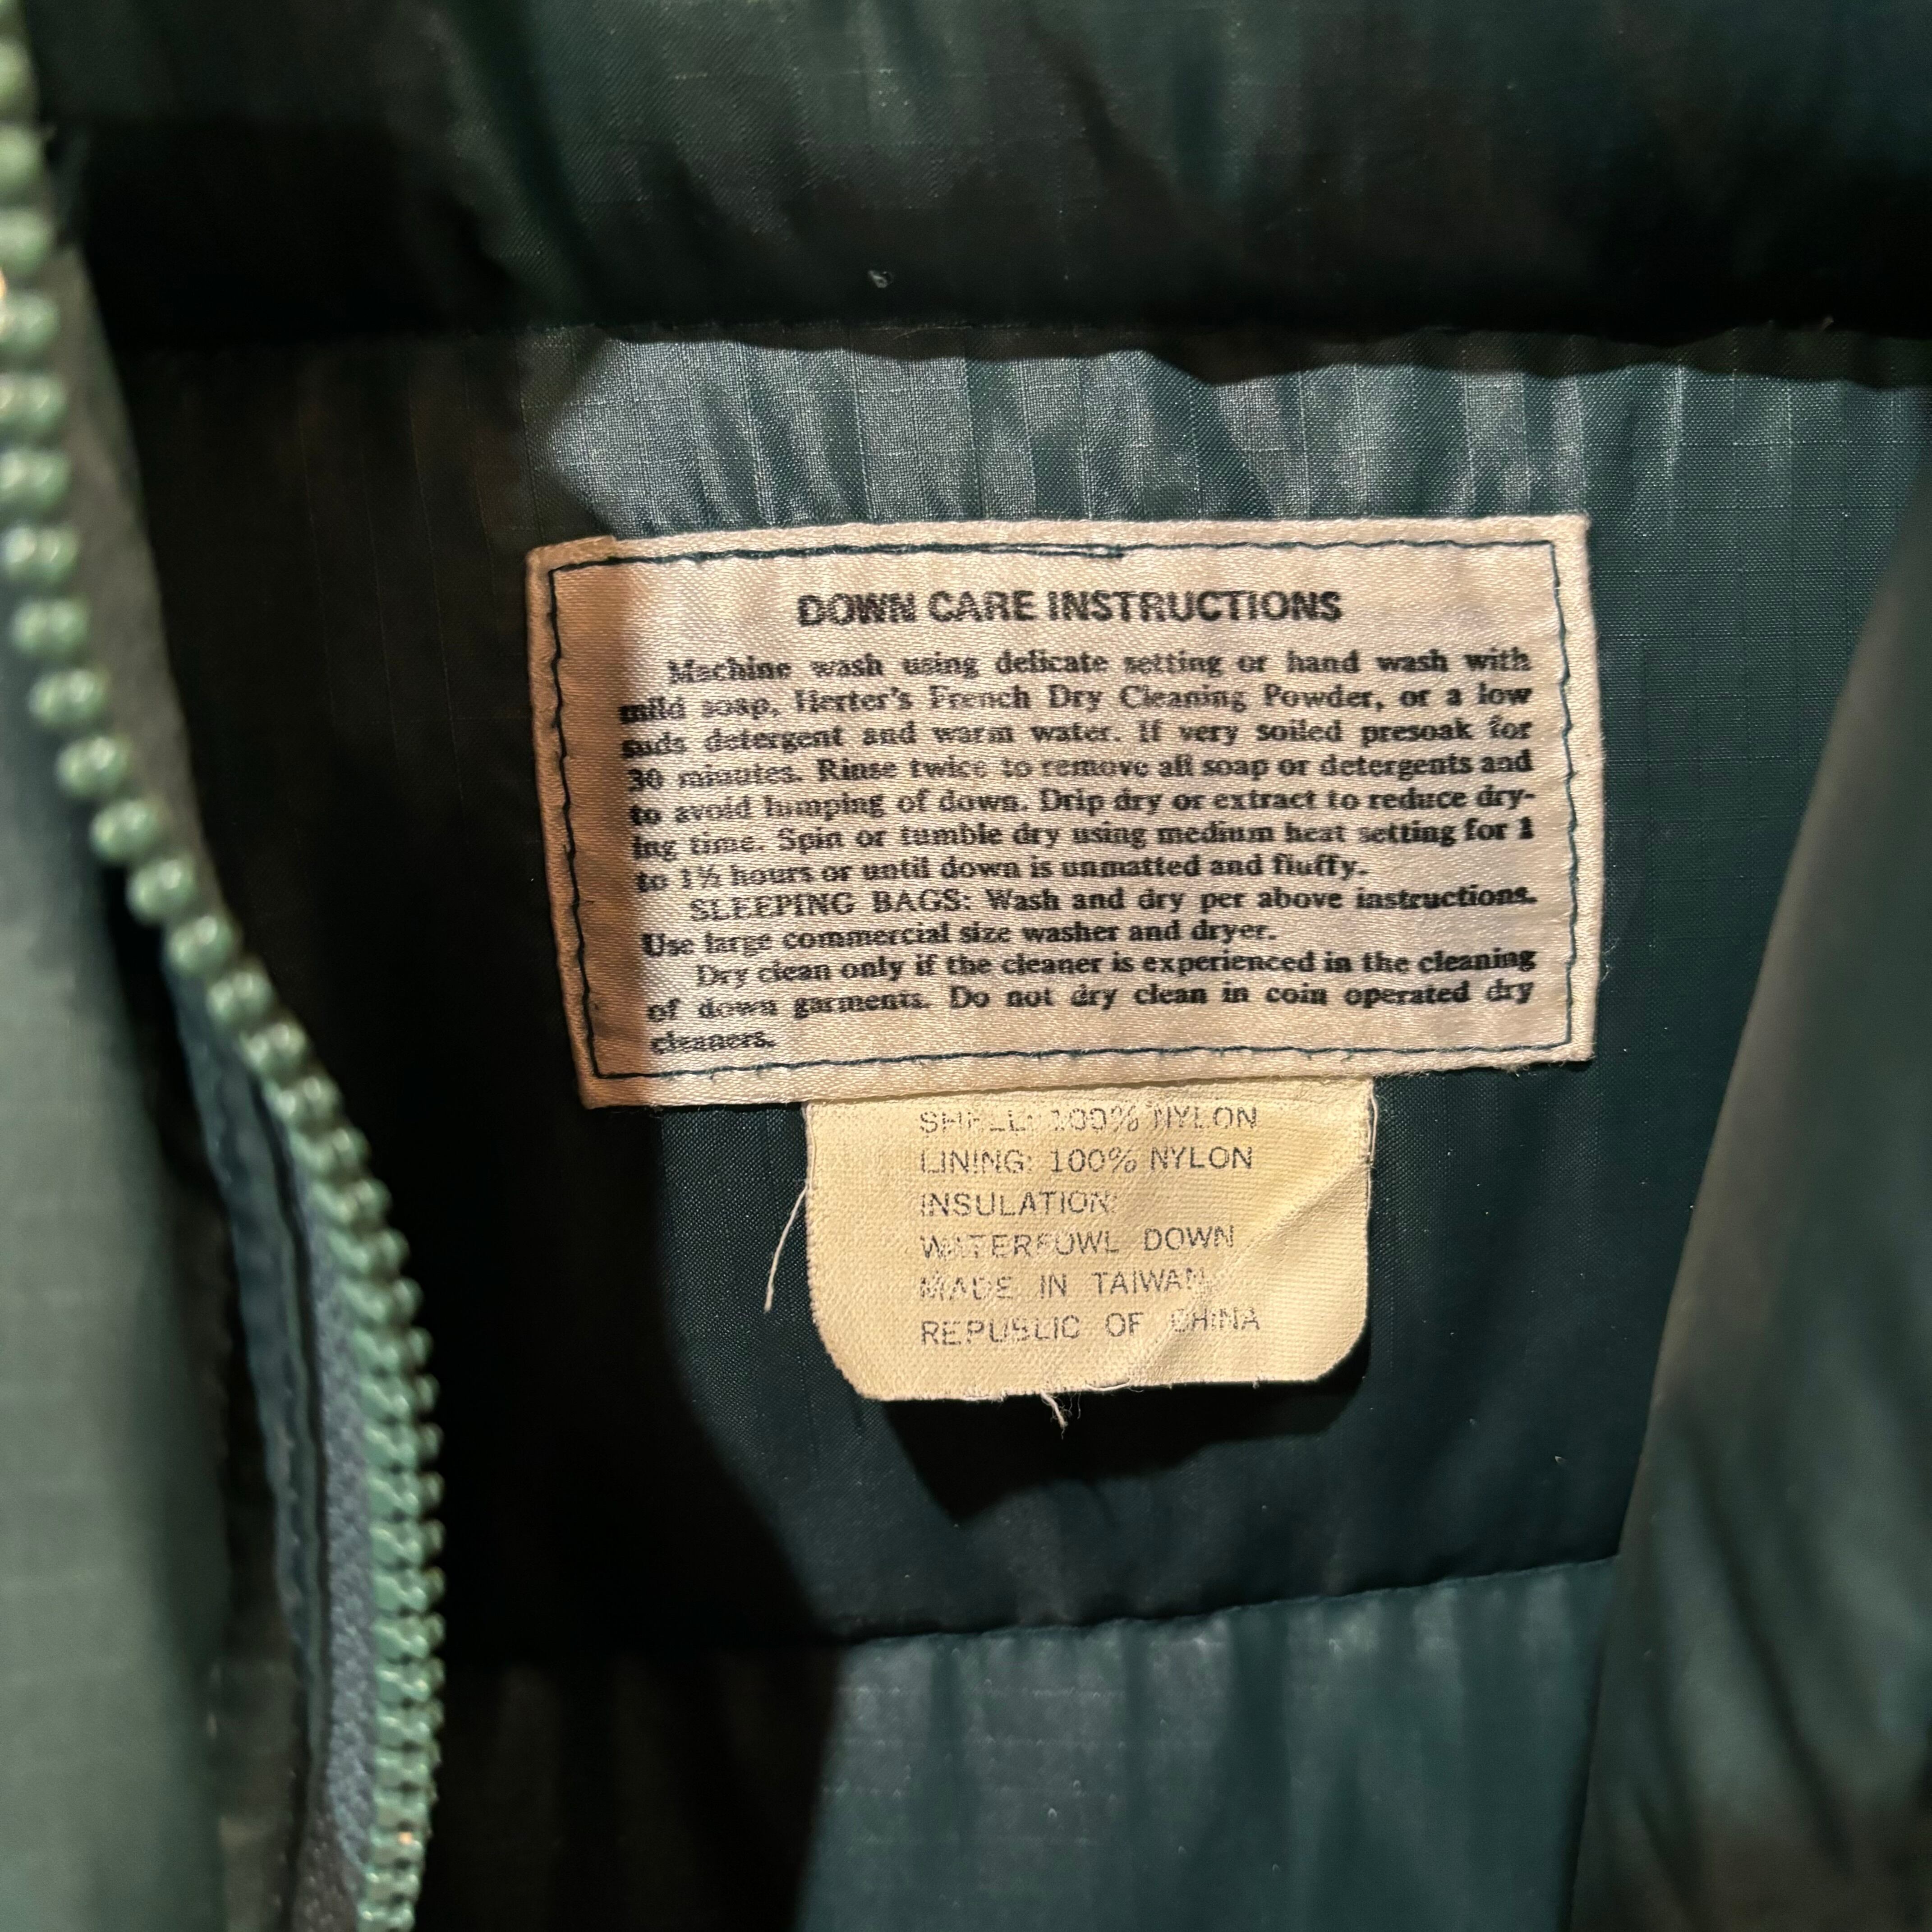 DOWN CARE INSTRUCTIONS
Machine wash using delicate setting or hand wash with
mild soap, Herter's French Dry Cleaning Powder, or a low
suds detergent and warm water. If very soiled presoak for
30 minutes. Rinse twice to remove all soap or detergents and
to avoid lumping of down. Drip dry or extract to reduce dry-
ing time. Spin or tumble dry using medium heat setting for 1
to 1½ hours or until down is unmatted and fluffy.
SLEEPING BAGS: Wash and dry per above instructions.
Use large commercial size washer and dryer.
Dry clean only if the cleaner is experienced in the cleaning
of down garments. Do not dry clean in coin operated dry
cleaners.
SHELL: 100% NYLON
LINING: 100% NYLON
INSULATION:
WATERFOWL DOWN
MADE IN TAIWAN
REPUBLIC OF CHINA